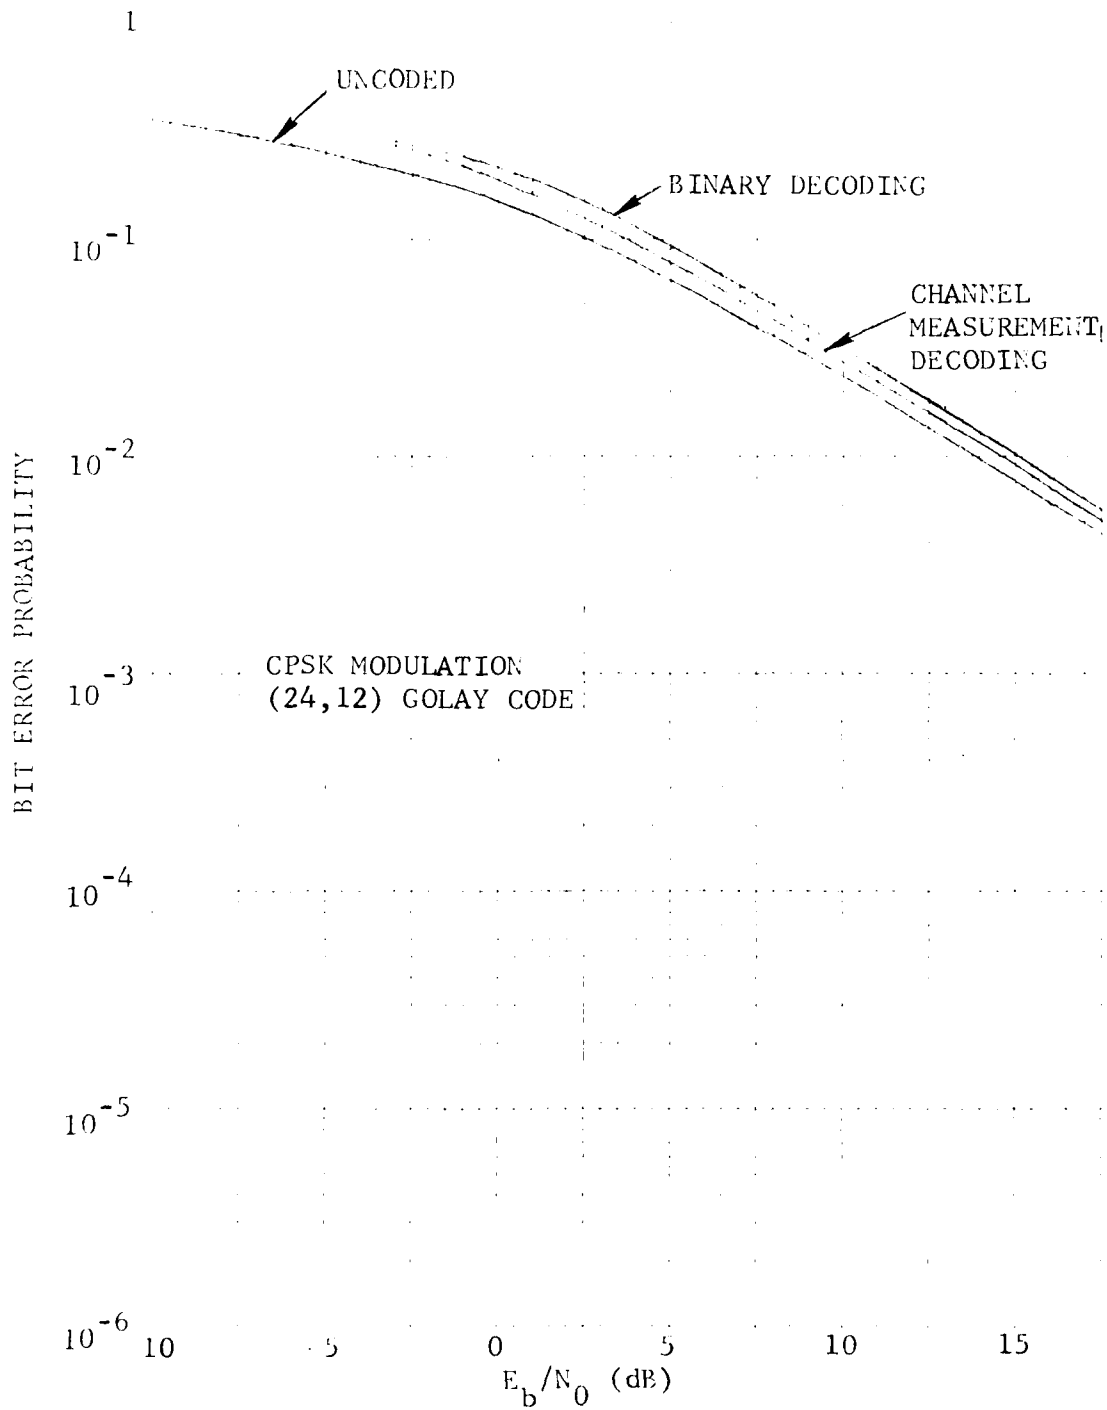 1
UNCODED
BINARY DECODING
10^-1
CHANNEL
MEASUREMENT
DECODING
10^-2
BIT ERROR PROBABILITY
CPSK MODULATION
(24,12) GOLAY CODE
10^-3
10^-4
10^-5
10^-6
10 5 0 5 10 15
E_b/N_0 (dB)